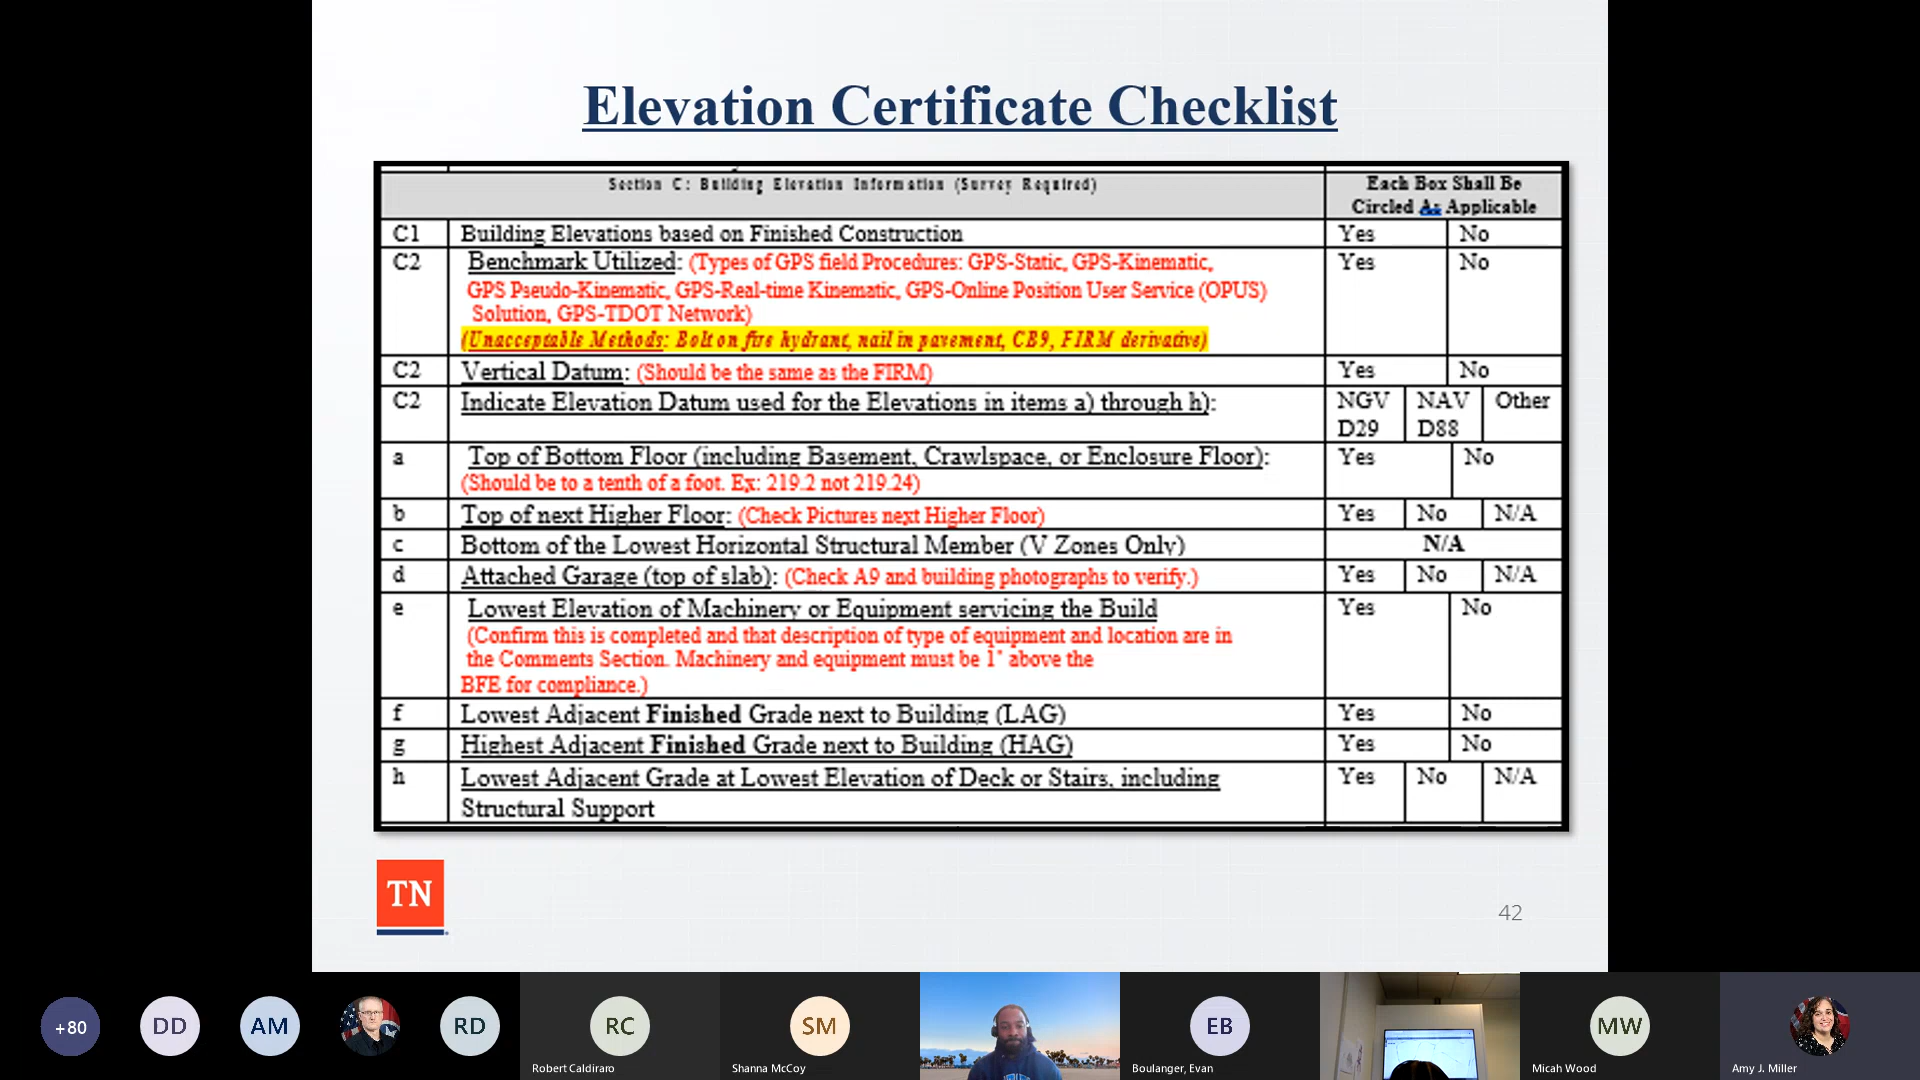 Elevation Certificate Checklist
Section C: Building Elevation Information (Survey Required)
Each Box Shall Be
Circled As Applicable
C1 Building Elevations based on Finished Construction Yes No
C2 Benchmark Utilized: (Types of GPS field Procedures: GPS-Static, GPS-Kinematic, Yes No
GPS Pseudo-Kinematic, GPS-Real-time Kinematic, GPS-Online Position User Service (OPUS)
Solution, GPS-TDOT Network)
(Unacceptable Methods: Bolt on fire hydrant, nail in pavement, CB9, FIRM derivative)
C2 Vertical Datum: (Should be the same as the FIRM) Yes No
C2 Indicate Elevation Datum used for the Elevations in items a) through h): NGV NAV Other
D29 D88
a Top of Bottom Floor (including Basement, Crawlspace, or Enclosure Floor): Yes No
(Should be to a tenth of a foot. Ex: 219.2 not 219.24)
b Top of next Higher Floor: (Check Pictures next Higher Floor) Yes No N/A
c Bottom of the Lowest Horizontal Structural Member (V Zones Only) N/A
d Attached Garage (top of slab): (Check A9 and building photographs to verify.) Yes No N/A
e Lowest Elevation of Machinery or Equipment servicing the Build Yes No
(Confirm this is completed and that description of type of equipment and location are in
the Comments Section. Machinery and equipment must be 1' above the
BFE for compliance.)
f Lowest Adjacent Finished Grade next to Building (LAG) Yes No
g Highest Adjacent Finished Grade next to Building (HAG) Yes No
h Lowest Adjacent Grade at Lowest Elevation of Deck or Stairs, including Yes No N/A
Structural Support
TN
42
+80 DD AM RD RC SM EB MW
Robert Caldiraro Shanna McCoy Boulanger, Evan Micah Wood Amy J. Miller